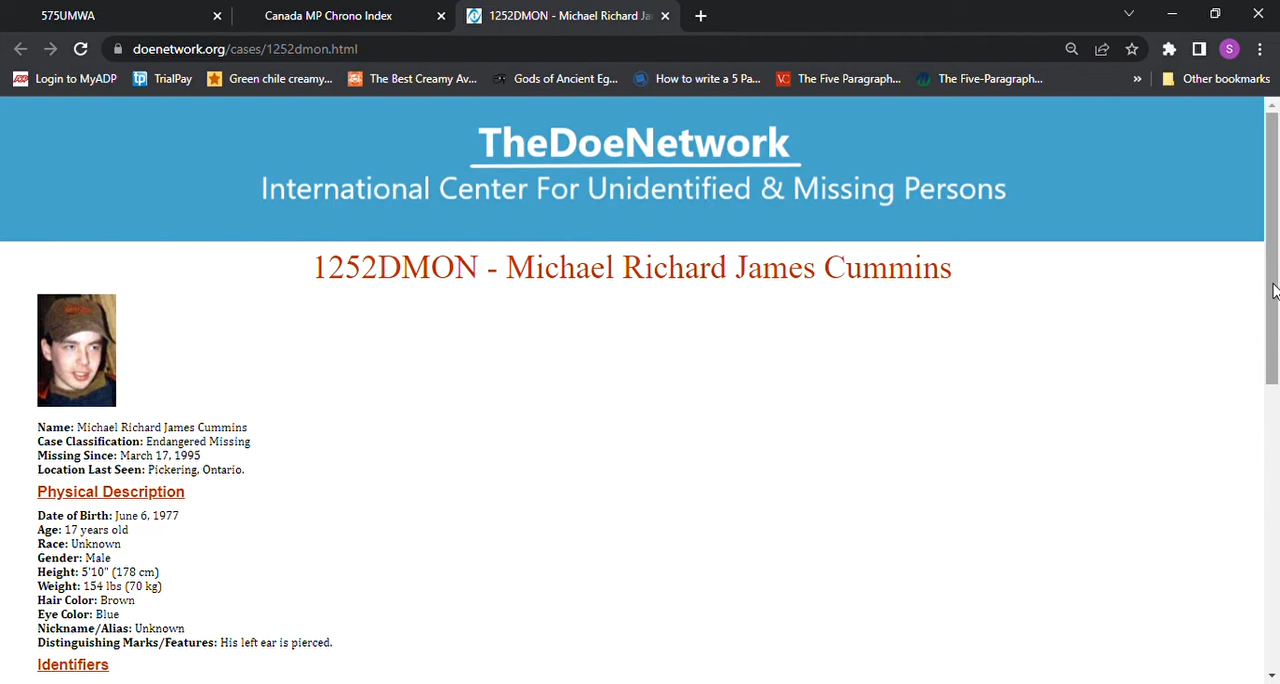 575UMWA
Canada MP Chrono Index
1252DMON - Michael Richard Ja
doenetwork.org/cases/1252dmon.html
S
Login to MyADP
TrialPay
Green chile creamy...
The Best Creamy Av...
Gods of Ancient Eg...
How to write a 5 Pa...
The Five Paragraph...
The Five-Paragraph...
»
Other bookmarks
TheDoeNetwork
International Center For Unidentified & Missing Persons
1252DMON - Michael Richard James Cummins
Name: Michael Richard James Cummins
Case Classification: Endangered Missing
Missing Since: March 17, 1995
Location Last Seen: Pickering, Ontario.
Physical Description
Date of Birth: June 6, 1977
Age: 17 years old
Race: Unknown
Gender: Male
Height: 5'10" (178 cm)
Weight: 154 lbs (70 kg)
Hair Color: Brown
Eye Color: Blue
Nickname/Alias: Unknown
Distinguishing Marks/Features: His left ear is pierced.
Identifiers